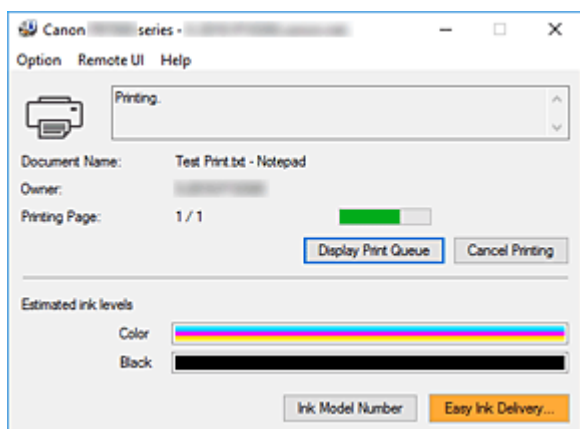 Canon series -
Option Remote UI Help
Printing.
Document Name: Test Print.txt - Notepad
Owner:
Printing Page: 1 / 1
Display Print Queue Cancel Printing
Estimated ink levels
Color
Black
Ink Model Number Easy Ink Delivery...